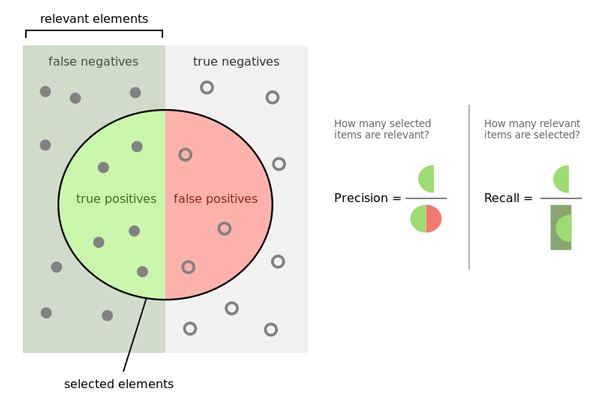 relevant elements
false negatives
true negatives
true positives
false positives
selected elements
How many selected
items are relevant?
Precision =
How many relevant
items are selected?
Recall =